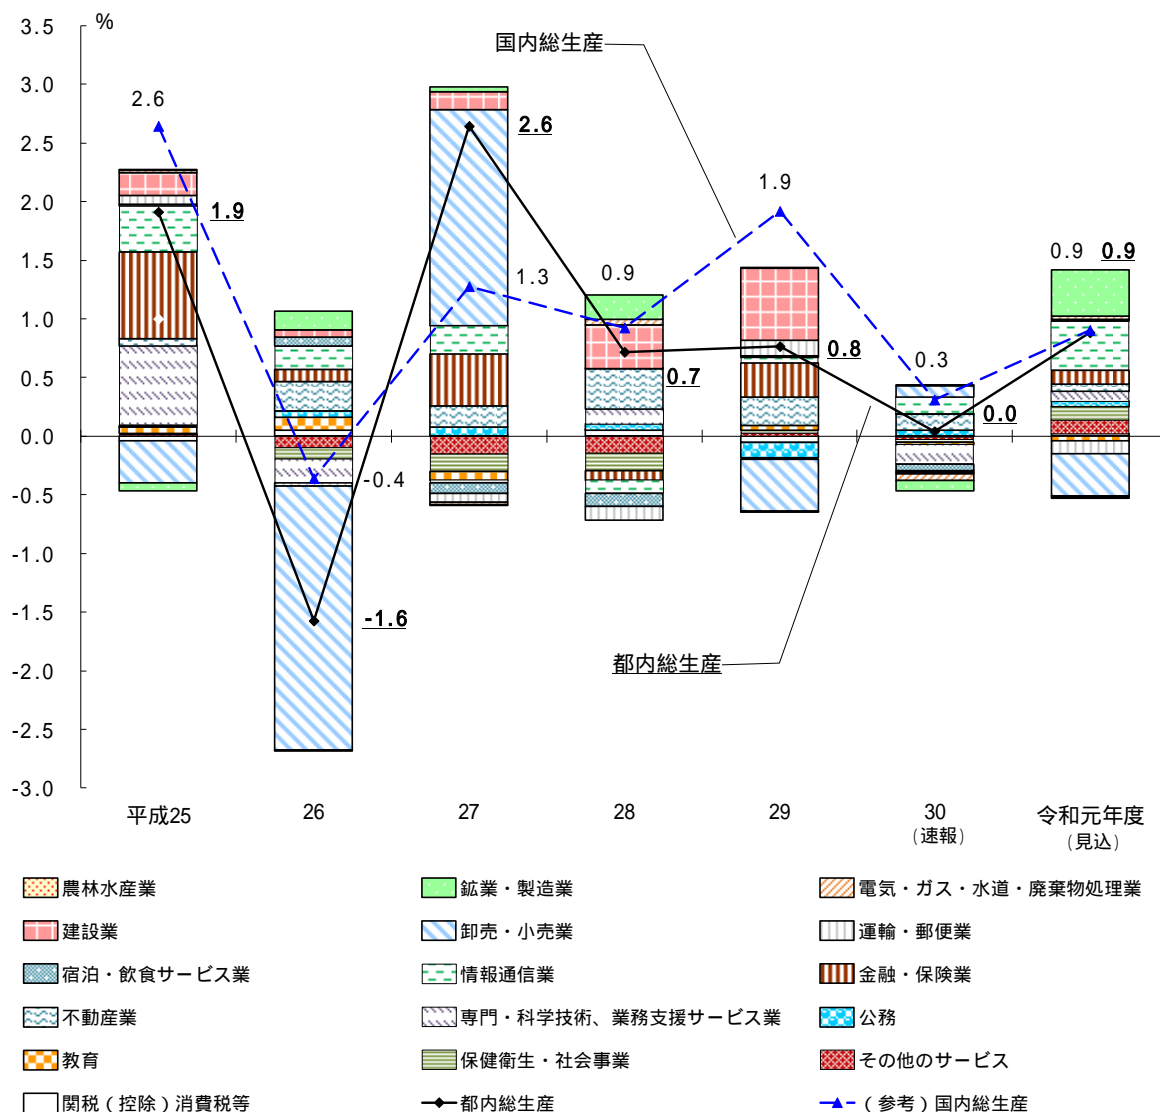 %
3.5
3.0
2.5
2.0
1.5
1.0
0.5
0.0
-0.5
-1.0
-1.5
-2.0
-2.5
-3.0
国内総生産
都内総生産
2.6
1.9
-0.4
-1.6
2.6
1.3
0.9
0.7
1.9
0.8
0.3
0.0
0.9 0.9
平成25 26 27 28 29 30 令和元年度
(速報) (見込)
農林水産業 鉱業・製造業 電気・ガス・水道・廃棄物処理業
建設業 卸売・小売業 運輸・郵便業
宿泊・飲食サービス業 情報通信業 金融・保険業
不動産業 専門・科学技術、業務支援サービス業 公務
教育 保健衛生・社会事業 その他のサービス
関税（控除）消費税等 都内総生産 （参考）国内総生産